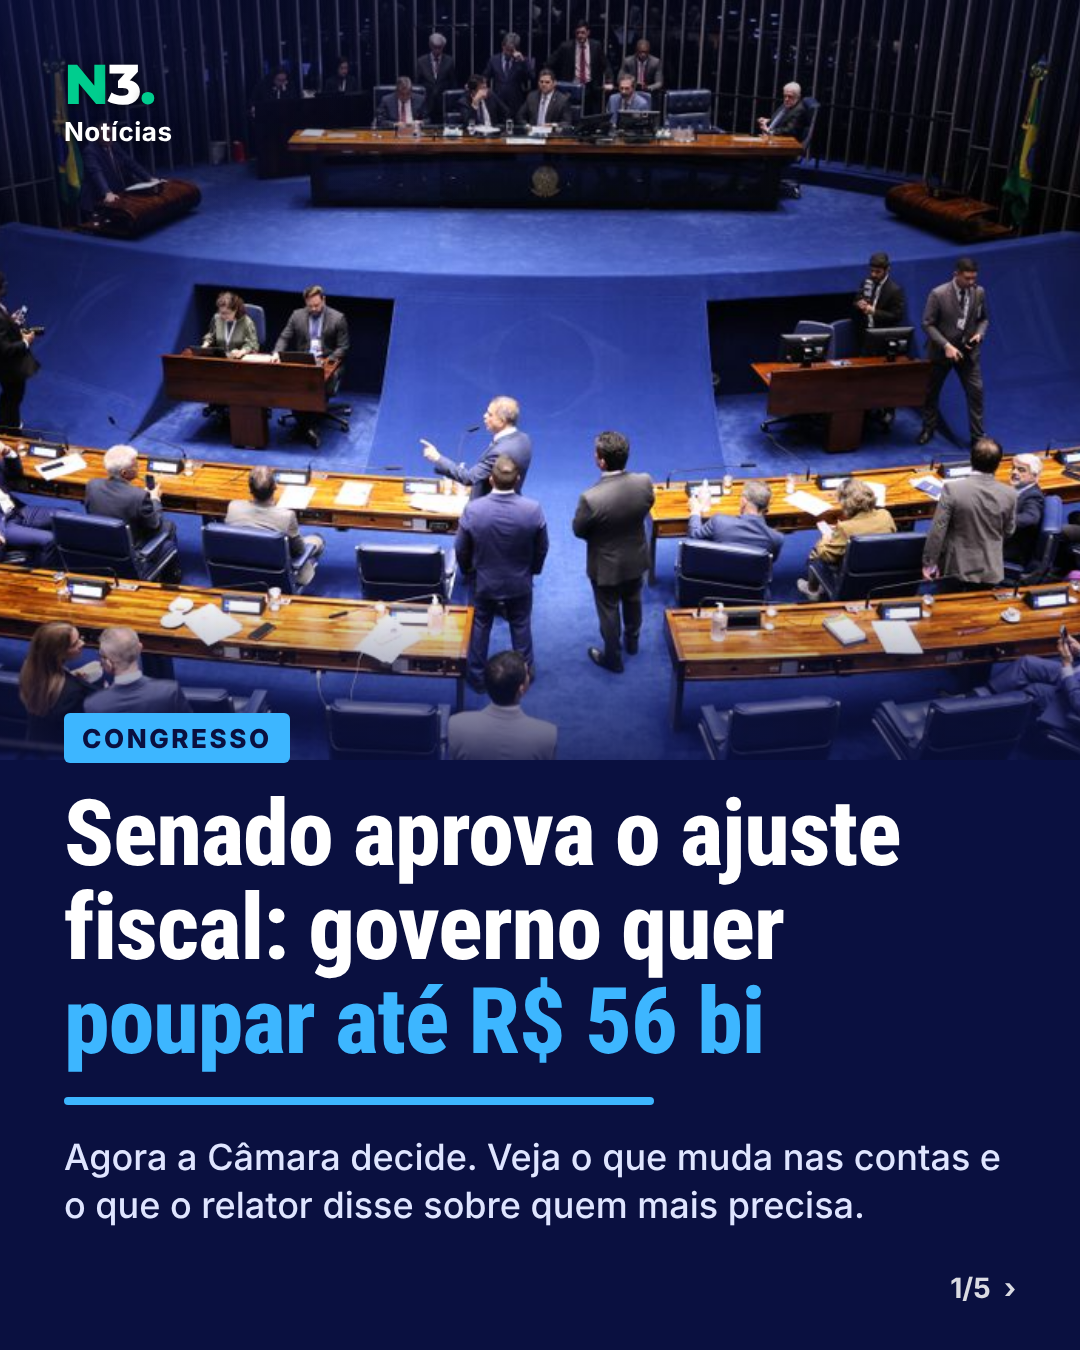 N3.
Notícias
CONGRESSO
Senado aprova o ajuste
fiscal: governo quer
poupar até R$ 56 bi
Agora a Câmara decide. Veja o que muda nas contas e
o que o relator disse sobre quem mais precisa.
1/5 ›